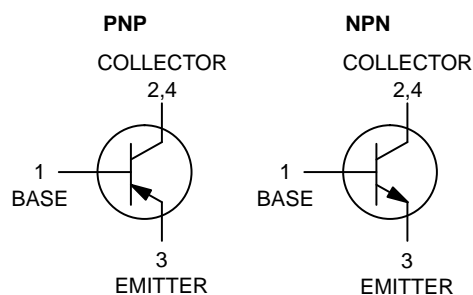 PNP
COLLECTOR
2,4
1
BASE
3
EMITTER
NPN
COLLECTOR
2,4
1
BASE
3
EMITTER